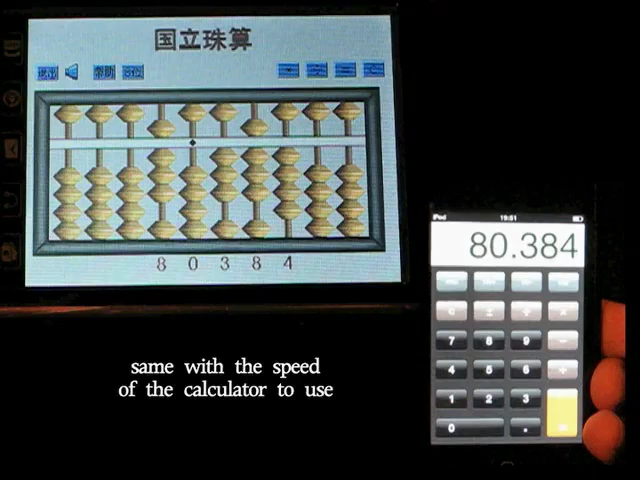 国立珠算
8 0 3 8 4
iPod 19:51
80.384
7 8 9
4 5 6
1 2 3
0 .
same with the speed
of the calculator to use